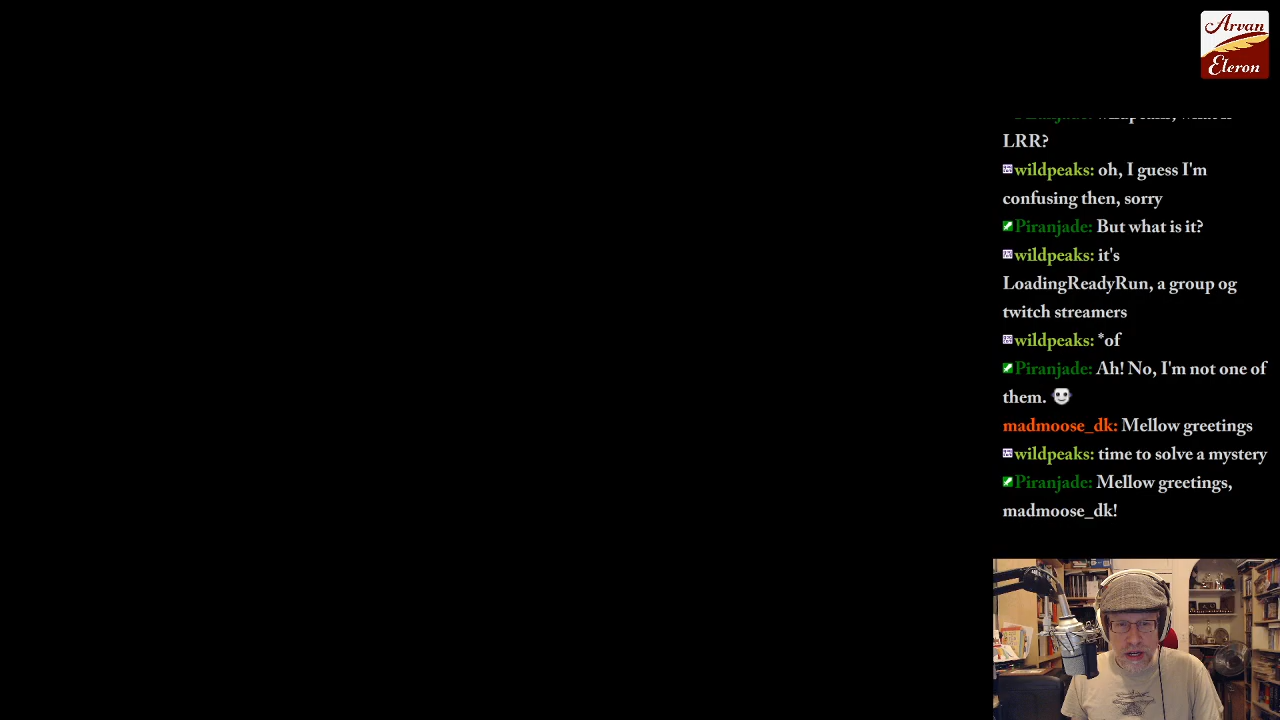 Arvan
Eleron
LRR?
wildpeaks: oh, I guess I'm
confusing then, sorry
Piranjade: But what is it?
wildpeaks: it's
LoadingReadyRun, a group og
twitch streamers
wildpeaks: *of
Piranjade: Ah! No, I'm not one of
them.
madmoose_dk: Mellow greetings
wildpeaks: time to solve a mystery
Piranjade: Mellow greetings,
madmoose_dk!